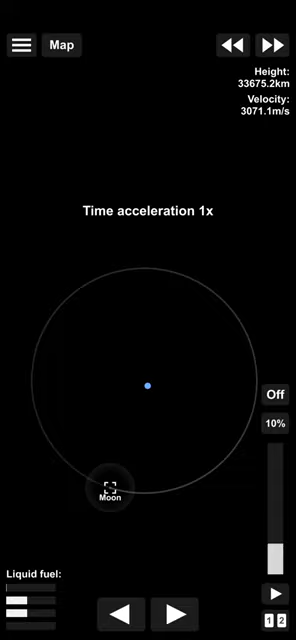 Map
Height:
33675.2km
Velocity:
3071.1m/s
Time acceleration 1x
Off
10%
Moon
Liquid fuel:
1 2